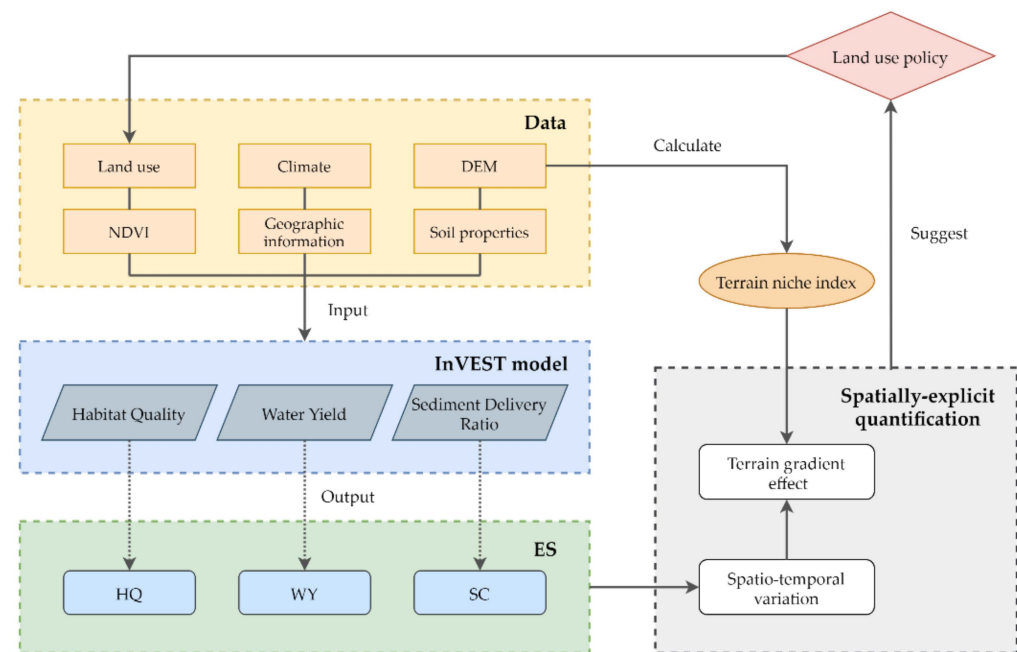 Land use policy
Data
Land use
Climate
DEM
Calculate
NDVI
Geographic
information
Soil properties
Suggest
Terrain niche index
Input
InVEST model
Habitat Quality
Water Yield
Sediment Delivery
Ratio
Spatially-explicit
quantification
Terrain gradient
effect
Output
ES
HQ
WY
SC
Spatio-temporal
variation